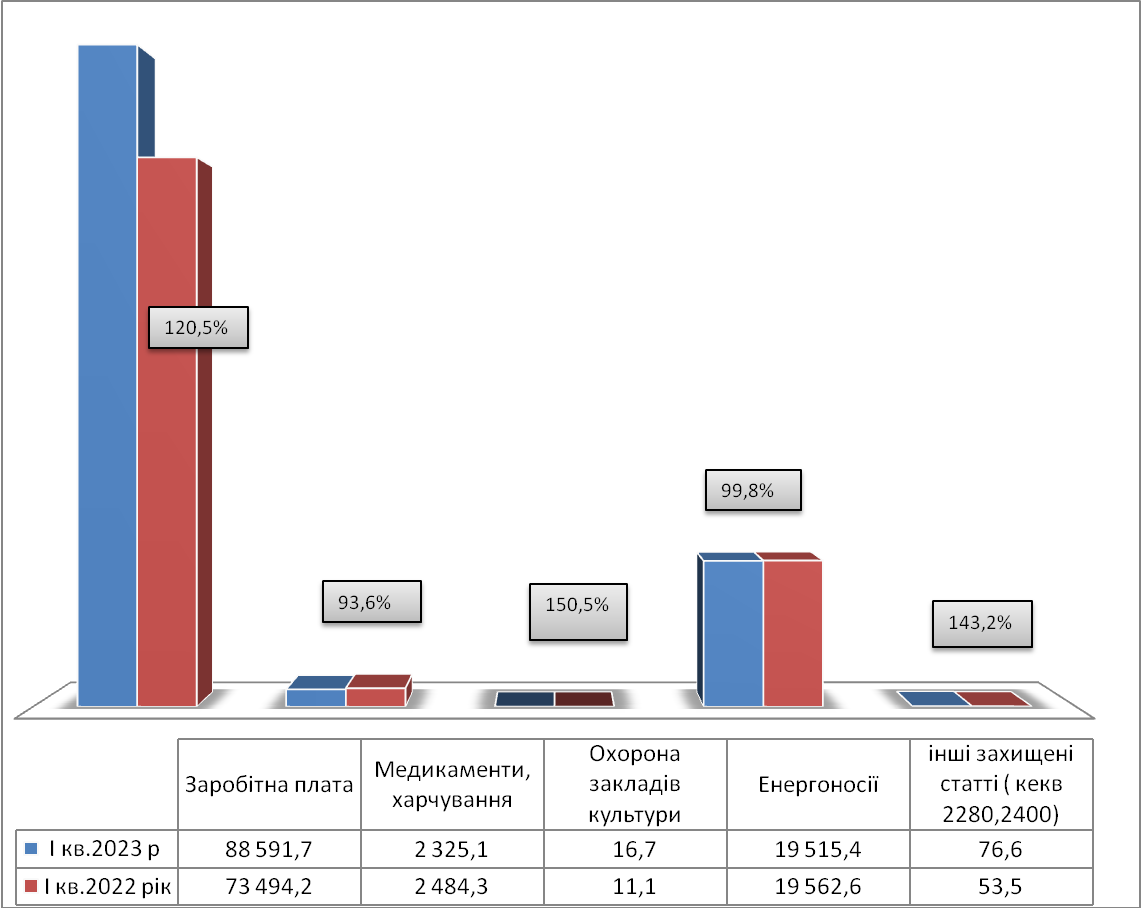 120,5%
99,8%
93,6%
150,5%
143,2%
Заробітна плата
Медикаменти,
харчування
Охорона
закладів
культури
Енергоносії
інші захищені
статті ( кекв
2280,2400)
І кв.2023 р 88 591,7 2 325,1 16,7 19 515,4 76,6
І кв.2022 рік 73 494,2 2 484,3 11,1 19 562,6 53,5